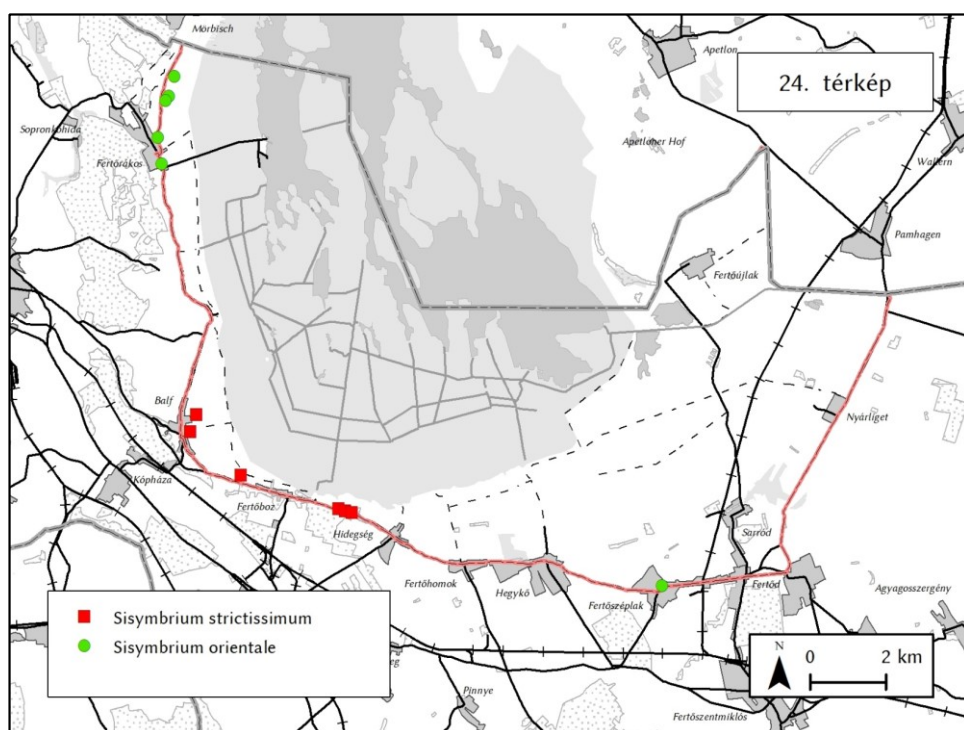 Mörbisch
Apetlon
24. térkép
Sopronkőhida
Apetloner Hof
Wallern
Fertőrákos
Pamhagen
Fertőújlak
Balf
Nyárliget
Kópháza
Fertőboz
Sarród
Hidegség
Fertőhomok
Hegykő
Fertőd
Agyagosszergény
Fertőszéplak
Sisymbrium strictissimum
Sisymbrium orientale
N
0 2 km
Pinnye
Fertőszentmiklós